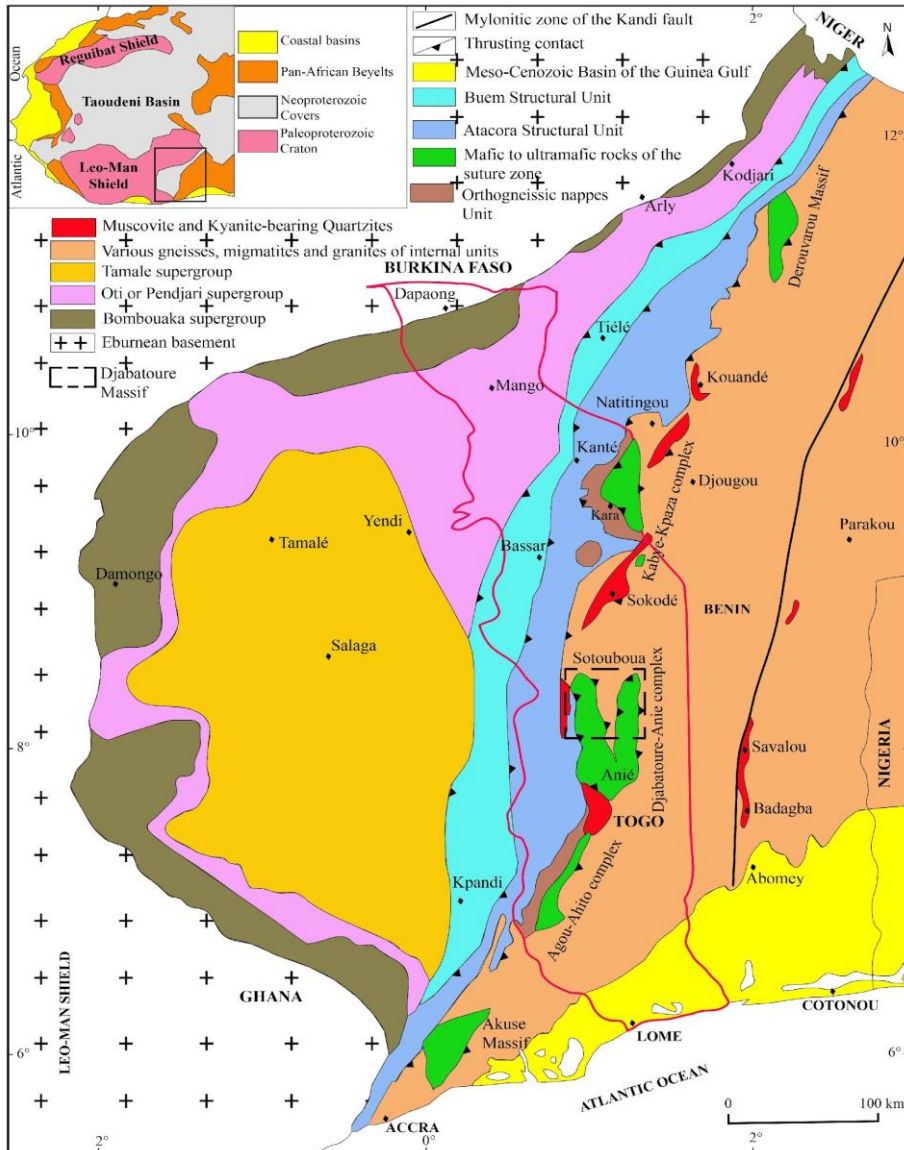 Ocean
Atlantic
Reguibat Shield
Taoudeni Basin
Leo-Man
Shield
Coastal basins
Pan-African Beyelts
Neoproterozoic
Covers
Paleoproterozoic
Craton
Mylonitic zone of the Kandi fault
Thrusting contact
Meso-Cenozoic Basin of the Guinea Gulf
Buem Structural Unit
Atacora Structural Unit
Mafic to ultramafic rocks of the
suture zone
Orthogneissic nappes
Unit
Muscovite and Kyanite-bearing Quartzites
Various gneisses, migmatites and granites of internal units
Tamale supergroup
Oti or Pendjari supergroup
Bombouaka supergroup
Eburnean basement
Djabatoure
Massif
2°
NIGER
N
12°
Kodjari
Arly
Derouvarou Massif
BURKINA FASO
Dapaong
Tiélé
Mango
Kouandé
Natitingou
10°
10°
Kanté
Djougou
Kara
Kabye-Kpaza complex
Yendi
Tamalé
Bassar
Parakou
Damongo
Sokodé
BENIN
Salaga
Sotouboua
Djabatoure-Anie complex
8°
8°
Savalou
NIGERIA
Anié
TOGO
Badagba
Kpandi
Agou-Ahito complex
Abomey
LEO-MAN SHIELD
GHANA
COTONOU
Akuse
Massif
LOME
6°
6°
ATLANTIC OCEAN
0
100 km
ACCRA
2°
0°
2°